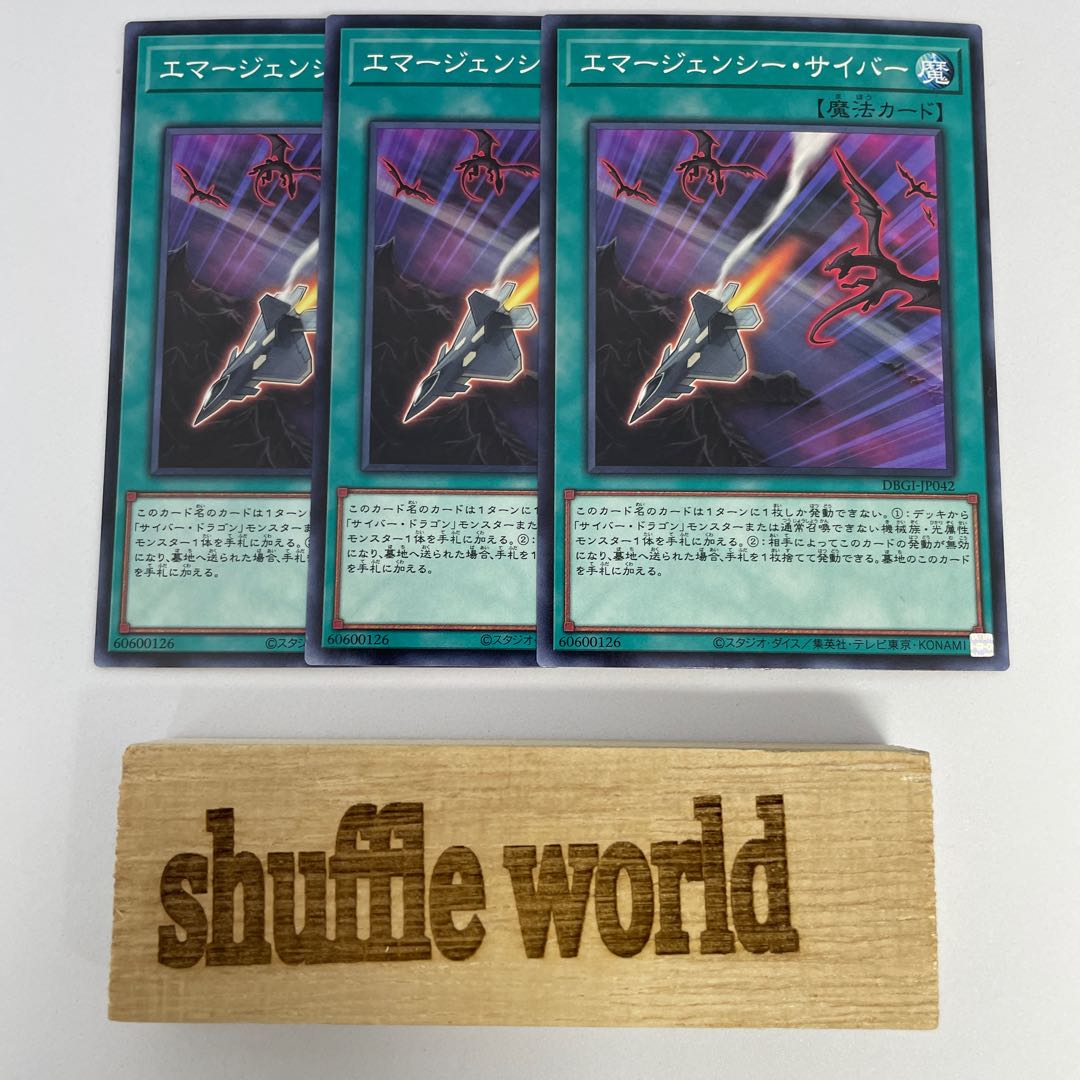 エマージェンシ
エマージェンシ
エマージェンシー・サイバー 魔
【魔法カード】
DBGI-JP042
このカード名のカードは1ターンに1
「サイバー・ドラゴン」モンスターまた
モンスター1体を手札に加える。②
になり、墓地へ送られた場合、手札を1
を手札に加える。
60600126
©スタジ
このカード名のカードは1ターンに1
「サイバー・ドラゴン」モンスターまた
モンスター1体を手札に加える。②:
になり、墓地へ送られた場合、手札を1
を手札に加える。
60600126
©スタジオ・
このカード名のカードは1ターンに1枚しか発動できない。①:デッキから
「サイバー・ドラゴン」モンスターまたは通常召喚できない機械族・光属性
モンスター1体を手札に加える。②:相手によってこのカードの発動が無効
になり、墓地へ送られた場合、手札を1枚捨てて発動できる。墓地のこのカード
を手札に加える。
60600126
©スタジオ・ダイス/集英社・テレビ東京・KONAMI
shuffle world